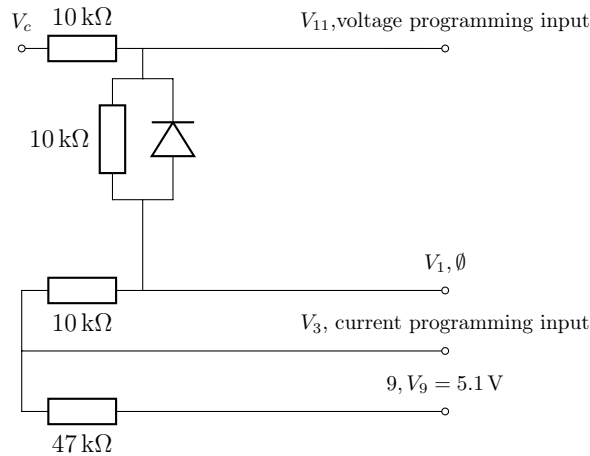 10 kΩ
V_c
V_11,voltage programming input
10 kΩ
V_1, ∅
10 kΩ
V_3, current programming input
9, V_9 = 5.1 V
47 kΩ